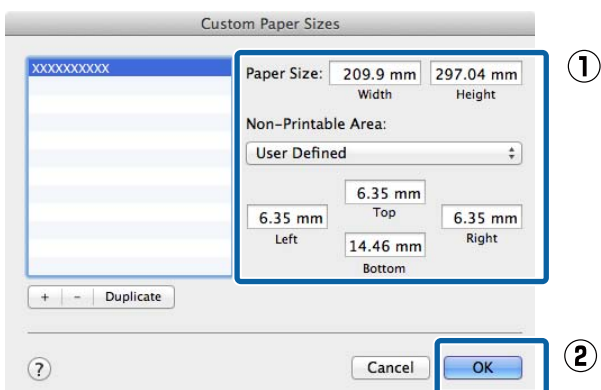 Custom Paper Sizes
XXXXXXXXXX
Paper Size: 209.9 mm 297.04 mm
Width Height
Non-Printable Area:
User Defined
6.35 mm
Top
6.35 mm 6.35 mm
Left Right
14.46 mm
Bottom
+ - Duplicate
? Cancel OK
1
2